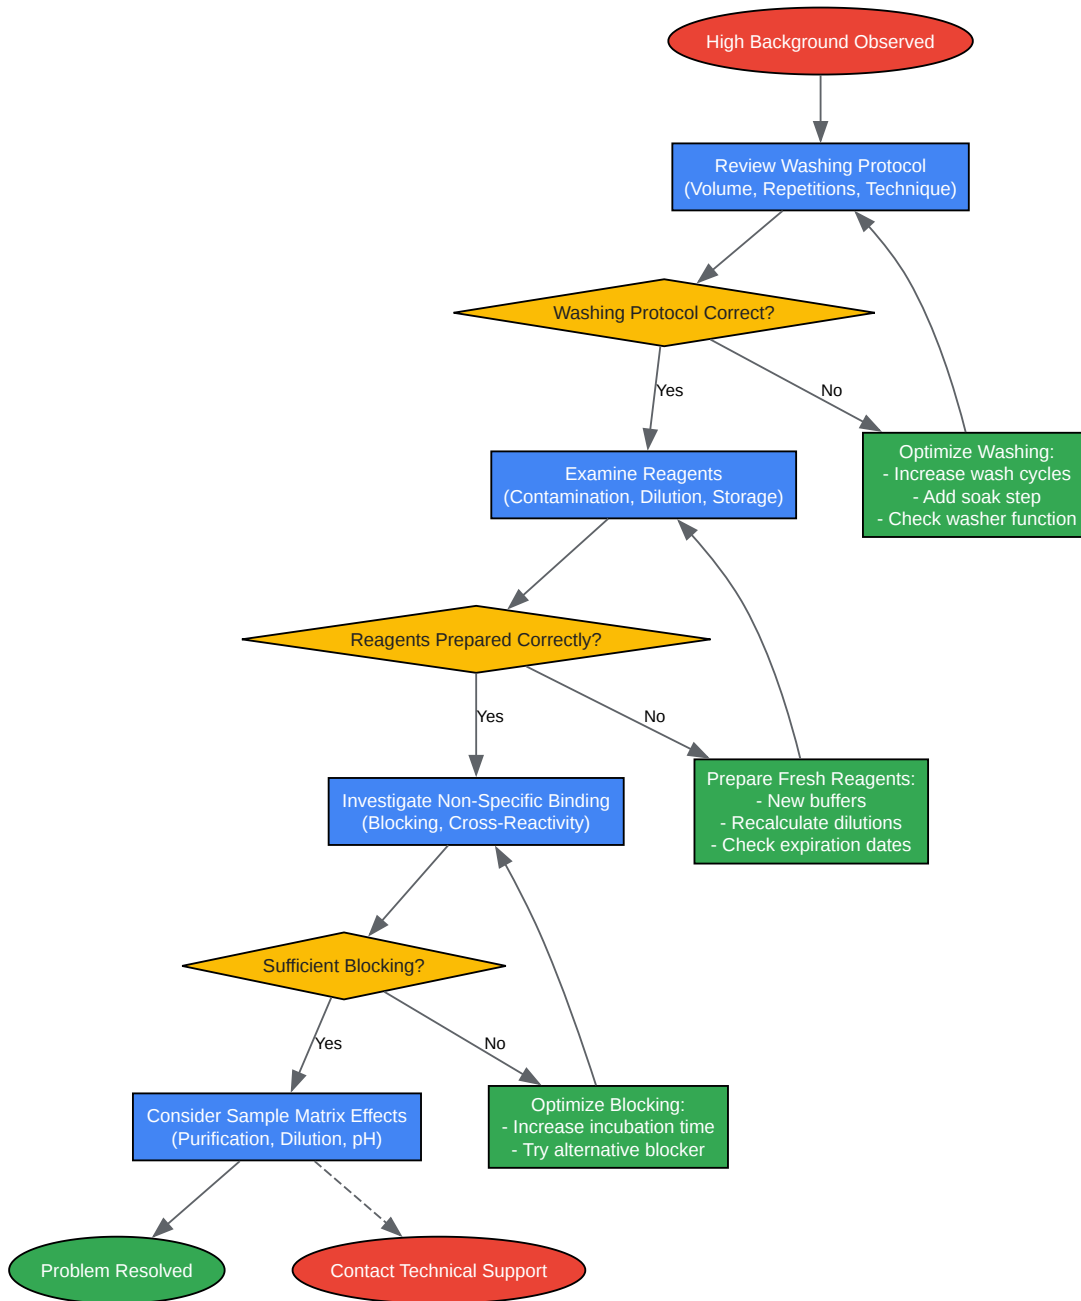 High Background Observed
Review Washing Protocol
(Volume, Repetitions, Technique)
Washing Protocol Correct?
Yes
No
Optimize Washing:
- Increase wash cycles
- Add soak step
- Check washer function
Examine Reagents
(Contamination, Dilution, Storage)
Reagents Prepared Correctly?
Yes
No
Prepare Fresh Reagents:
- New buffers
- Recalculate dilutions
- Check expiration dates
Investigate Non-Specific Binding
(Blocking, Cross-Reactivity)
Sufficient Blocking?
Yes
No
Optimize Blocking:
- Increase incubation time
- Try alternative blocker
Consider Sample Matrix Effects
(Purification, Dilution, pH)
Problem Resolved
Contact Technical Support